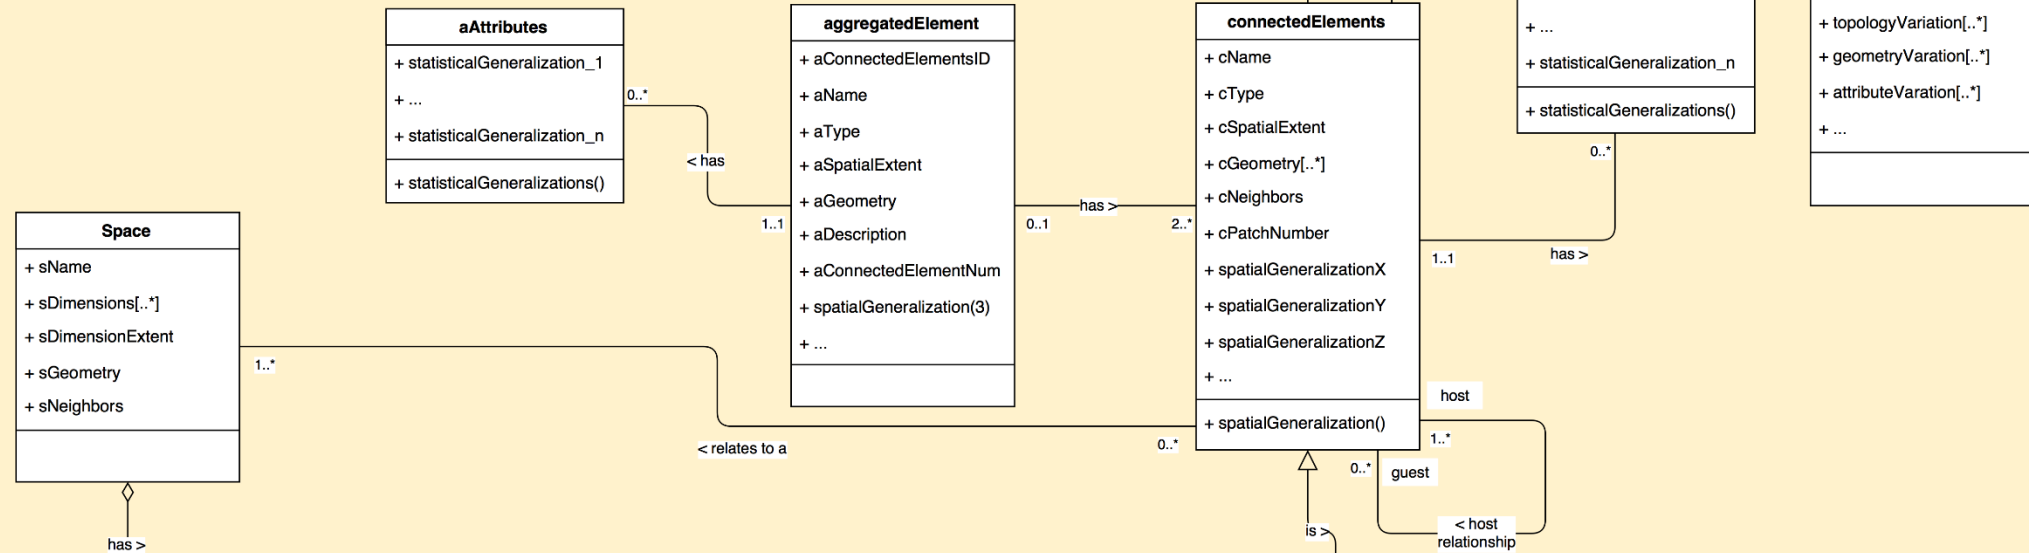 aAttributes
+ statisticalGeneralization_1
+ ...
+ statisticalGeneralization_n
+ statisticalGeneralizations()
0..*
< has
1..1
aggregatedElement
+ aConnectedElementsID
+ aName
+ aType
+ aSpatialExtent
+ aGeometry
+ aDescription
+ aConnectedElementNum
+ spatialGeneralization(3)
+ ...
0..1
has >
2..*
connectedElements
+ cName
+ cType
+ cSpatialExtent
+ cGeometry[..*]
+ cNeighbors
+ cPatchNumber
+ spatialGeneralizationX
+ spatialGeneralizationY
+ spatialGeneralizationZ
+ ...
+ spatialGeneralization()
+ ...
+ statisticalGeneralization_n
+ statisticalGeneralizations()
0..*
1..1
has >
+ topologyVariation[..*]
+ geometryVaration[..*]
+ attributeVaration[..*]
+ ...
Space
+ sName
+ sDimensions[..*]
+ sDimensionExtent
+ sGeometry
+ sNeighbors
1..*
< relates to a
0..*
host
1..*
0..*
guest
< host
relationship
is >
has >